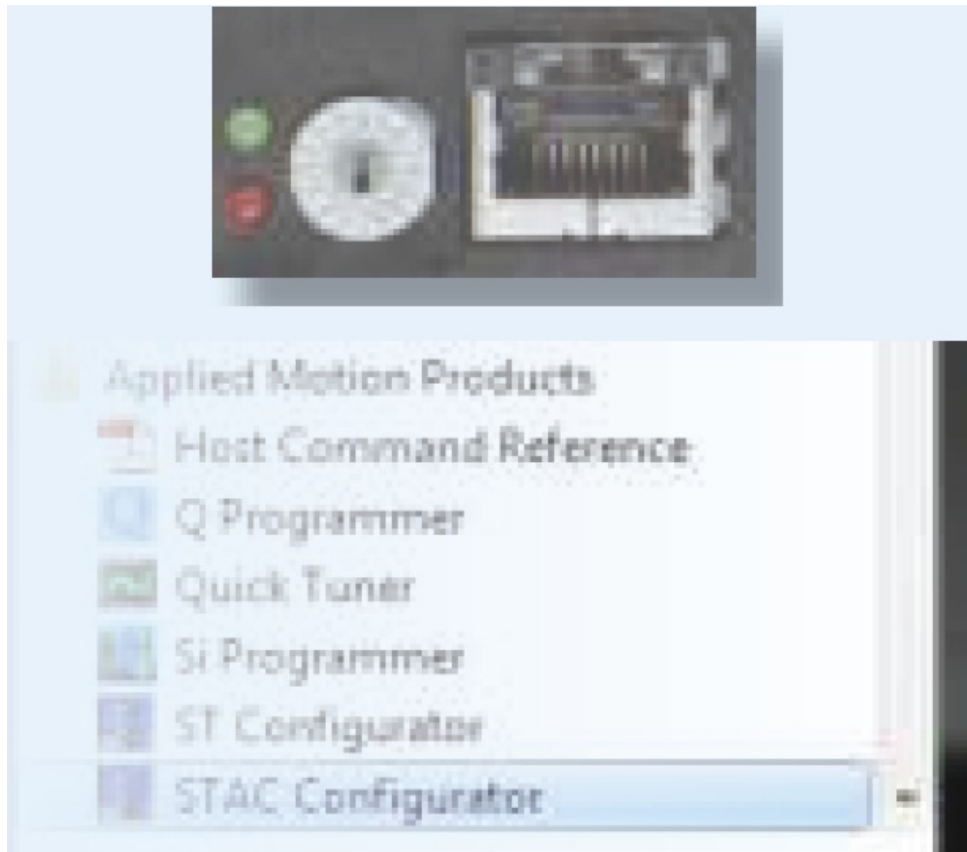 Applied Motion Products
Host Command Reference
Q Programmer
Quick Tuner
Si Programmer
ST Configurator
STAC Configurator